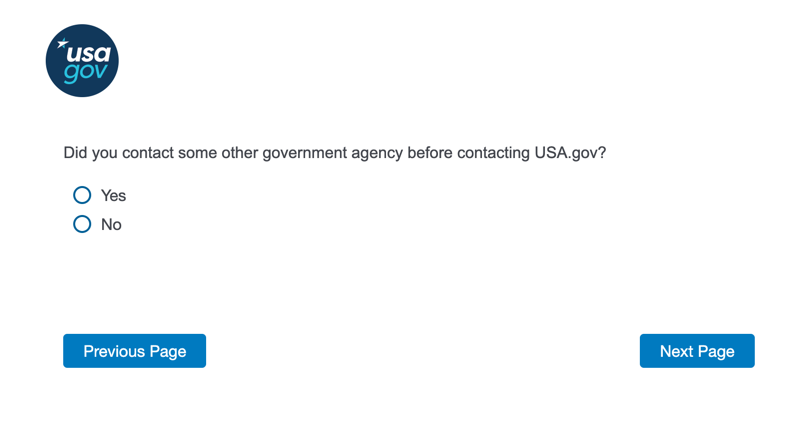 usa
gov
Did you contact some other government agency before contacting USA.gov?
Yes
No
Previous Page
Next Page